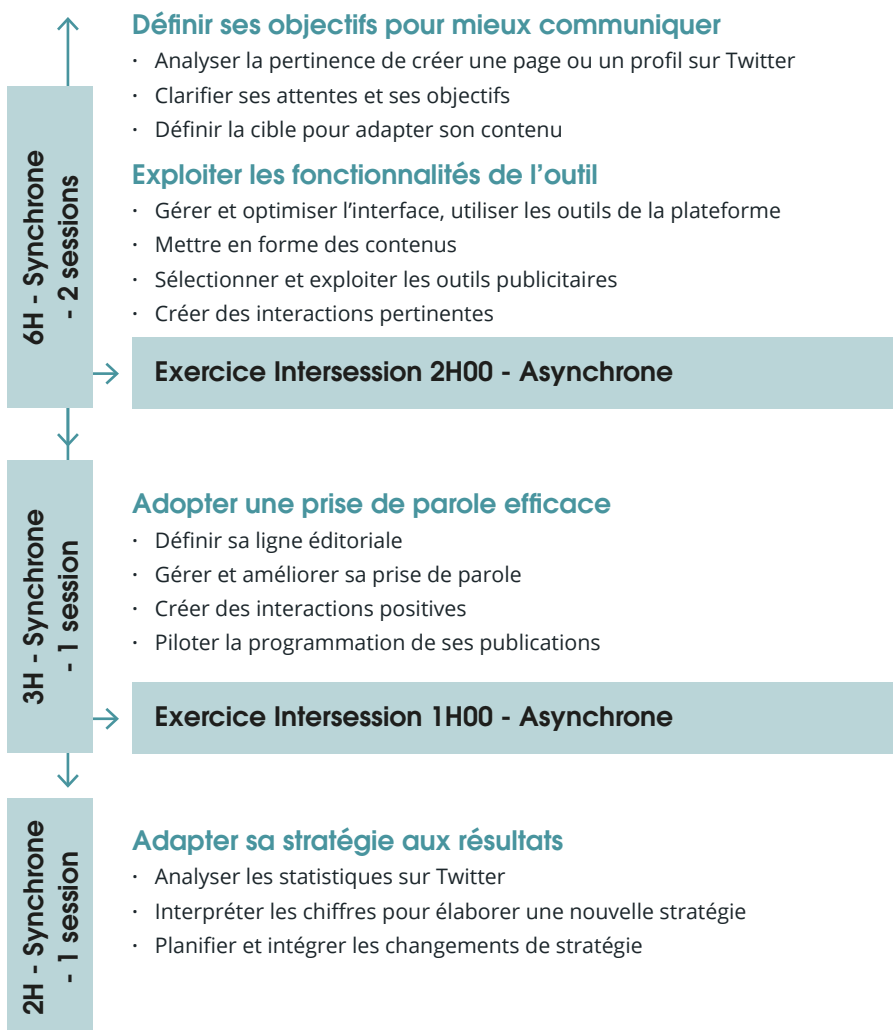 Définir ses objectifs pour mieux communiquer
· Analyser la pertinence de créer une page ou un profil sur Twitter
· Clarifier ses attentes et ses objectifs
· Définir la cible pour adapter son contenu
Exploiter les fonctionnalités de l’outil
· Gérer et optimiser l’interface, utiliser les outils de la plateforme
· Mettre en forme des contenus
· Sélectionner et exploiter les outils publicitaires
· Créer des interactions pertinentes
6H - Synchrone
- 2 sessions
Exercice Intersession 2H00 - Asynchrone
Adopter une prise de parole efficace
· Définir sa ligne éditoriale
· Gérer et améliorer sa prise de parole
· Créer des interactions positives
· Piloter la programmation de ses publications
3H - Synchrone
- 1 session
Exercice Intersession 1H00 - Asynchrone
Adapter sa stratégie aux résultats
· Analyser les statistiques sur Twitter
· Interpréter les chiffres pour élaborer une nouvelle stratégie
· Planifier et intégrer les changements de stratégie
2H - Synchrone
- 1 session